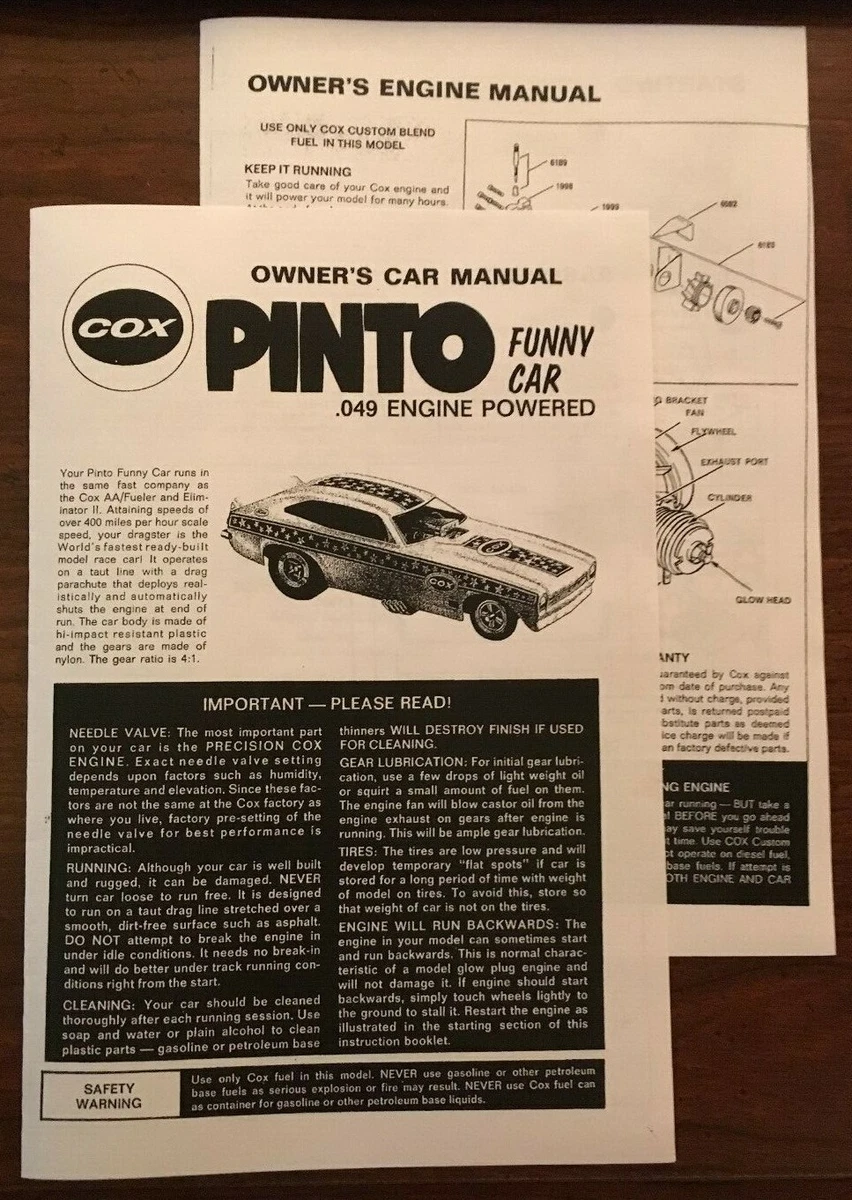 OWNER'S ENGINE MANUAL
USE ONLY COX CUSTOM BLEND
FUEL IN THIS MODEL
KEEP IT RUNNING
Take good care of your Cox engine and
it will power your model for many hours.
6189
1998
1999
6502
6185
BRACKET
FAN
FLYWHEEL
EXHAUST PORT
CYLINDER
GLOW HEAD
ANTY
uaranteed by Cox against
om date of purchase. Any
d without charge, provided
arts, is returned postpaid
bstitute parts as deemed
ice charge will be made if
an factory defective parts.
NG ENGINE
ar running — BUT take a
l BEFORE you go ahead
ay save yourself trouble
t time. Use COX Custom
ot operate on diesel fuel,
base fuels. If attempt is
OTH ENGINE AND CAR
OWNER'S CAR MANUAL
COX
PINTO
FUNNY
CAR
.049 ENGINE POWERED
Your Pinto Funny Car runs in
the same fast company as
the Cox AA/Fueler and Elim-
inator II. Attaining speeds of
over 400 miles per hour scale
speed, your dragster is the
World's fastest ready-built
model race car! It operates
on a taut line with a drag
parachute that deploys real-
istically and automatically
shuts the engine at end of
run. The car body is made of
hi-impact resistant plastic
and the gears are made of
nylon. The gear ratio is 4:1.
COX
IMPORTANT — PLEASE READ!
NEEDLE VALVE: The most important part
on your car is the PRECISION COX
ENGINE. Exact needle valve setting
depends upon factors such as humidity,
temperature and elevation. Since these fac-
tors are not the same at the Cox factory as
where you live, factory pre-setting of the
needle valve for best performance is
impractical.
RUNNING: Although your car is well built
and rugged, it can be damaged. NEVER
turn car loose to run free. It is designed
to run on a taut drag line stretched over a
smooth, dirt-free surface such as asphalt.
DO NOT attempt to break the engine in
under idle conditions. It needs no break-in
and will do better under track running con-
ditions right from the start.
CLEANING: Your car should be cleaned
thoroughly after each running session. Use
soap and water or plain alcohol to clean
plastic parts — gasoline or petroleum base
thinners WILL DESTROY FINISH IF USED
FOR CLEANING.
GEAR LUBRICATION: For initial gear lubri-
cation, use a few drops of light weight oil
or squirt a small amount of fuel on them.
The engine fan will blow castor oil from the
engine exhaust on gears after engine is
running. This will be ample gear lubrication.
TIRES: The tires are low pressure and will
develop temporary "flat spots" if car is
stored for a long period of time with weight
of model on tires. To avoid this, store so
that weight of car is not on the tires.
ENGINE WILL RUN BACKWARDS: The
engine in your model can sometimes start
and run backwards. This is normal charac-
teristic of a model glow plug engine and
will not damage it. If engine should start
backwards, simply touch wheels lightly to
the ground to stall it. Restart the engine as
illustrated in the starting section of this
instruction booklet.
SAFETY
WARNING
Use only Cox fuel in this model. NEVER use gasoline or other petroleum
base fuels as serious explosion or fire may result. NEVER use Cox fuel can
as container for gasoline or other petroleum base liquids.